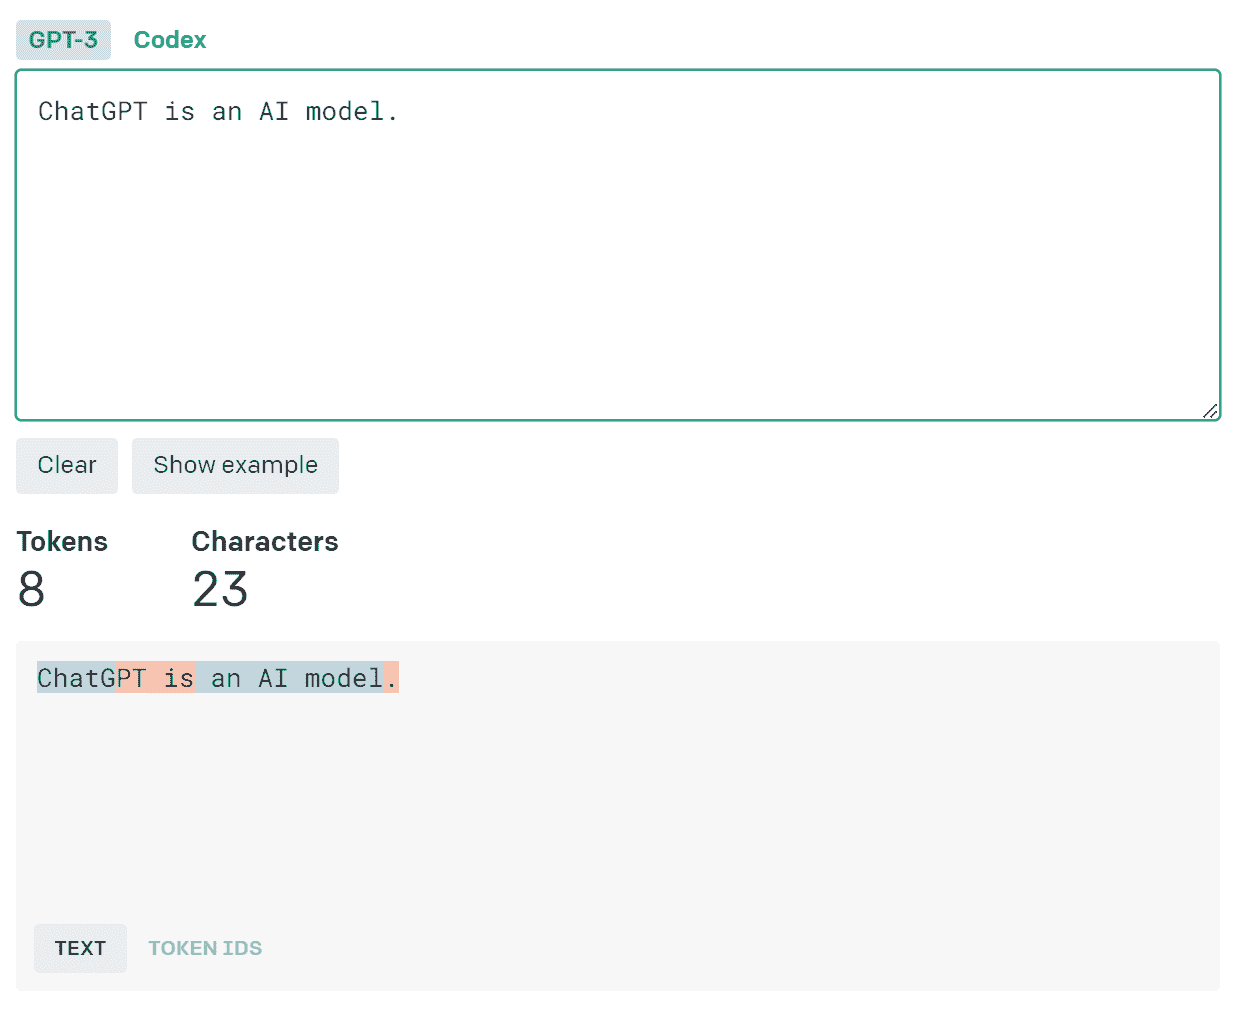 GPT-3 Codex
ChatGPT is an AI model.
Clear Show example
Tokens Characters
8 23
ChatGPT is an AI model.
TEXT TOKEN IDS